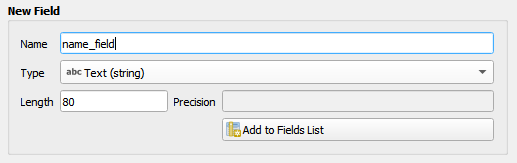 New Field
Name name_field
Type abc Text (string)
Length 80 Precision
Add to Fields List